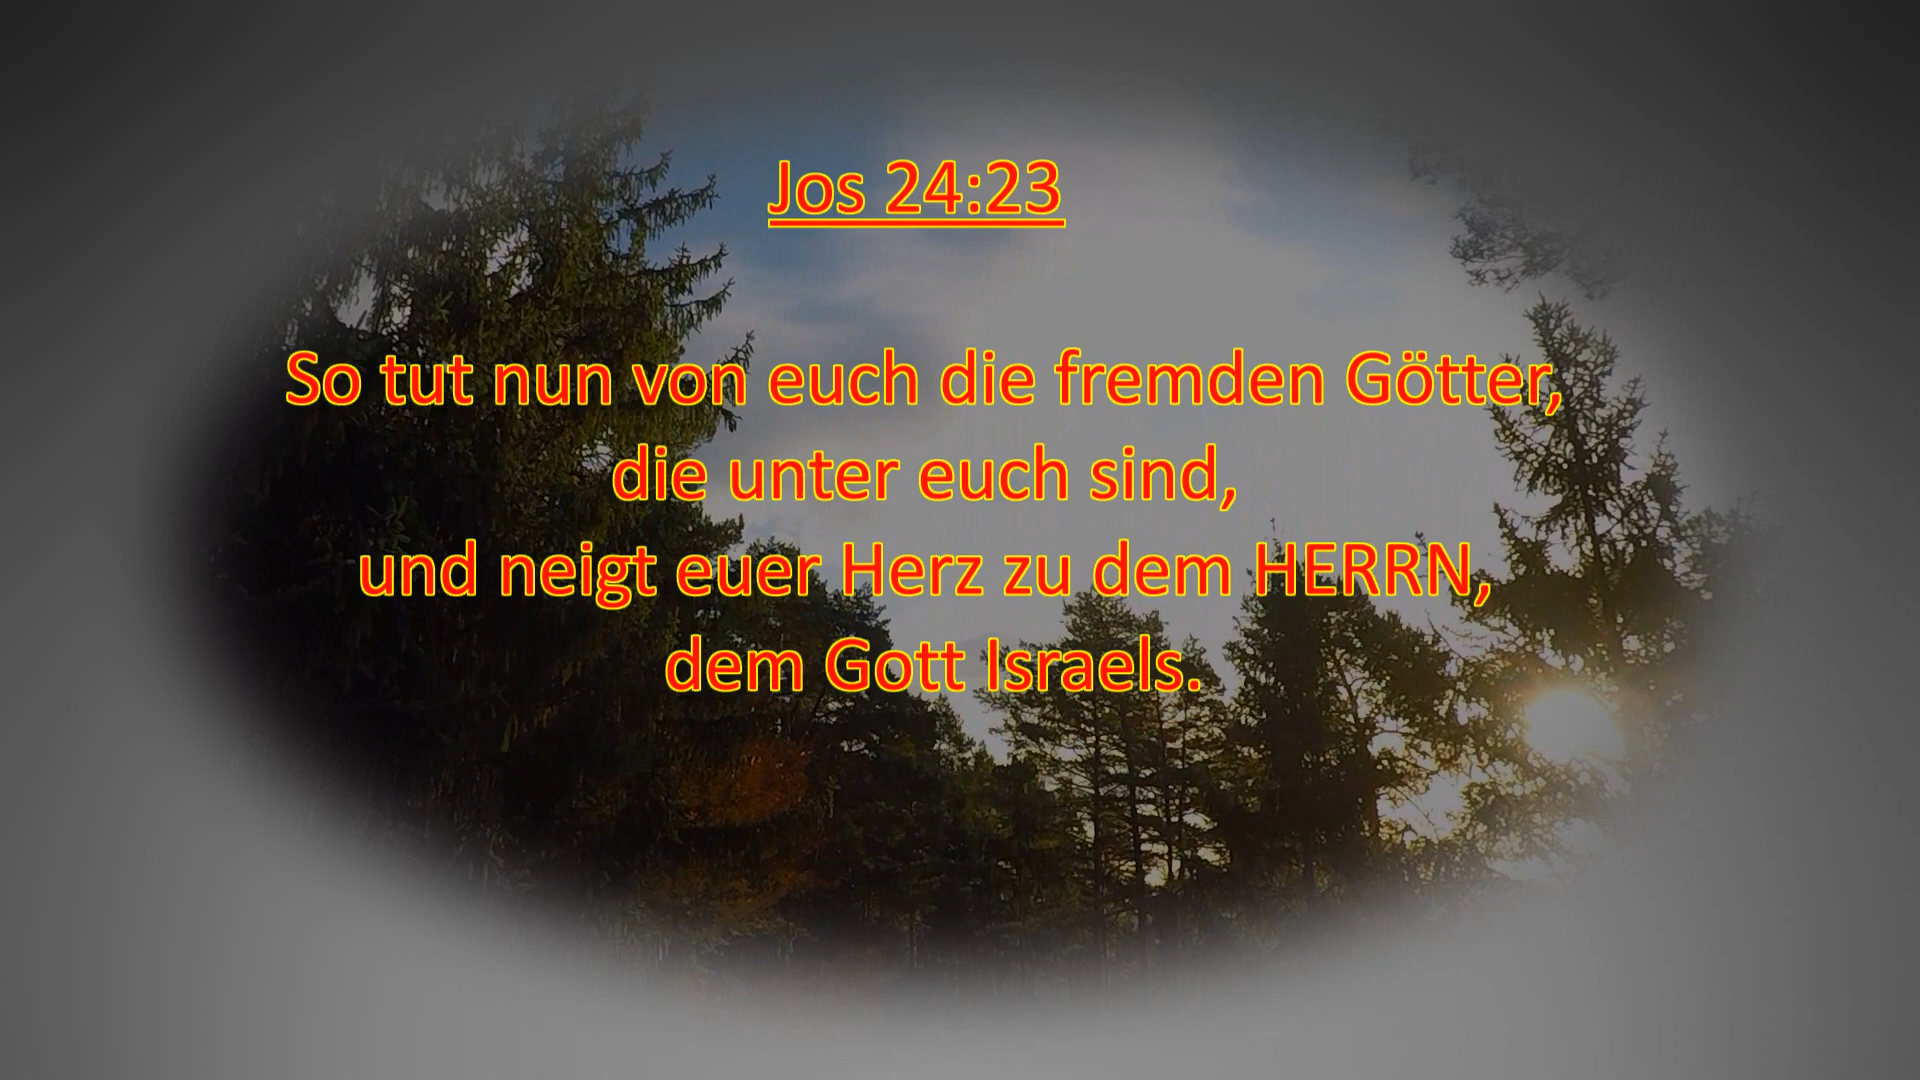 Jos 24:23
So tut nun von euch die fremden Götter,
die unter euch sind,
und neigt euer Herz zu dem HERRN,
dem Gott Israels.